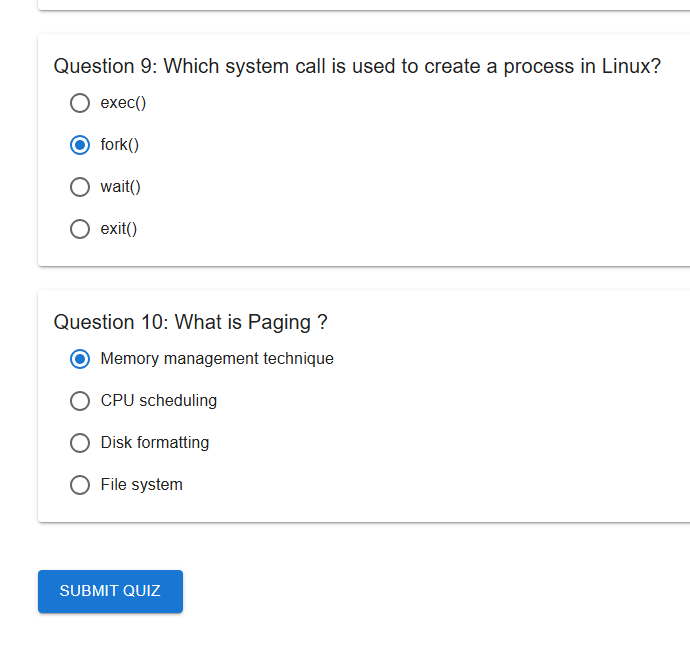 Question 9: Which system call is used to create a process in Linux?
exec()
fork()
wait()
exit()
Question 10: What is Paging ?
Memory management technique
CPU scheduling
Disk formatting
File system
SUBMIT QUIZ